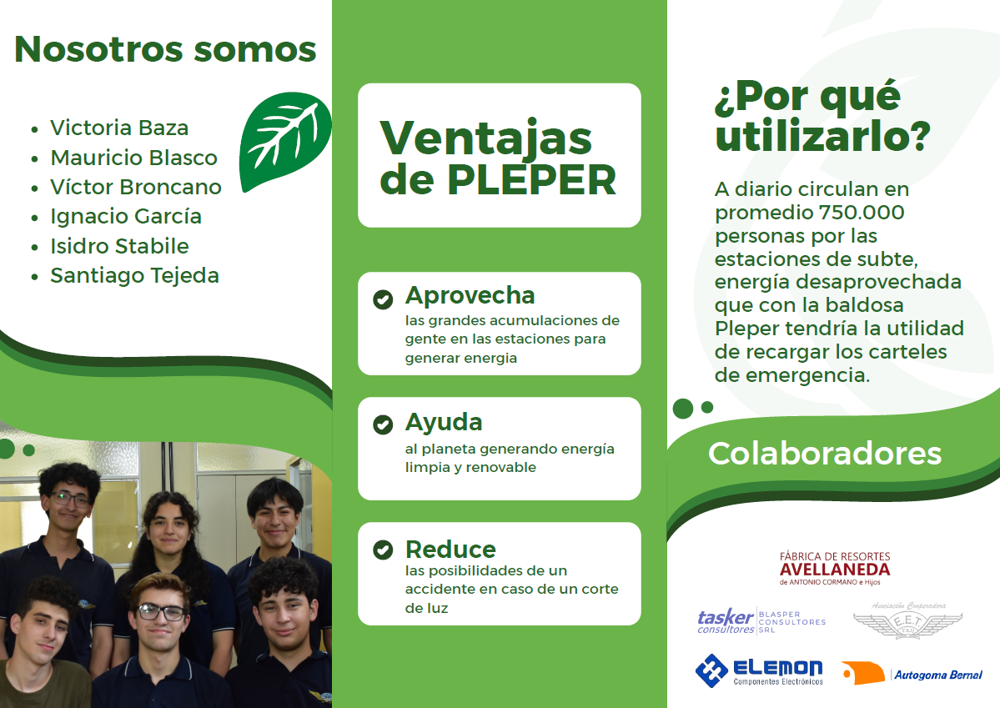 Nosotros somos
Victoria Baza
Mauricio Blasco
Víctor Broncano
Ignacio García
Isidro Stabile
Santiago Tejeda
Ventajas
de PLEPER
Aprovecha
las grandes acumulaciones de
gente en las estaciones para
generar energia
Ayuda
al planeta generando energía
limpia y renovable
Reduce
las posibilidades de un
accidente en caso de un corte
de luz
¿Por qué
utilizarlo?
A diario circulan en
promedio 750.000
personas por las
estaciones de subte,
energía desaprovechada
que con la baldosa
Pleper tendría la utilidad
de recargar los carteles
de emergencia.
Colaboradores
FÁBRICA DE RESORTES
AVELLANEDA
de ANTONIO CORMANO e Hijos
tasker
consultores
BLASPER
CONSULTORES
SRL
Asociación Cooperadora
E.E.T.
ELEMON
Componentes Electrónicos
Autogoma Bernal